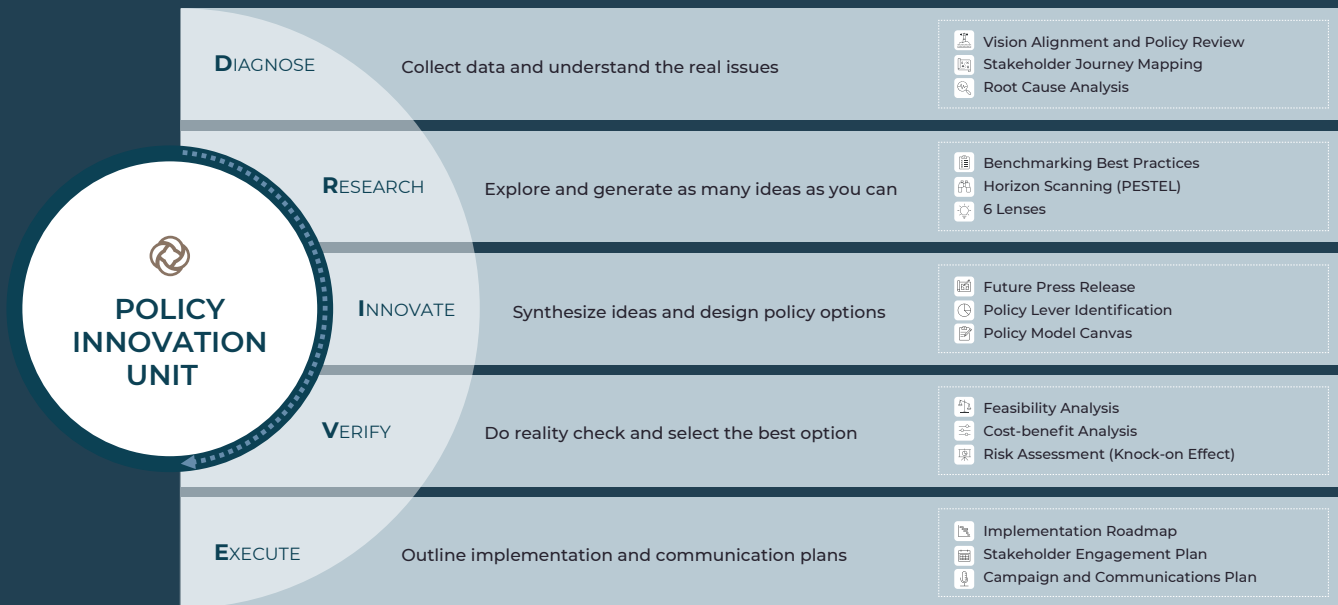 POLICY
INNOVATION
UNIT
DIAGNOSE
Collect data and understand the real issues
Vision Alignment and Policy Review
Stakeholder Journey Mapping
Root Cause Analysis
RESEARCH
Explore and generate as many ideas as you can
Benchmarking Best Practices
Horizon Scanning (PESTEL)
6 Lenses
INNOVATE
Synthesize ideas and design policy options
Future Press Release
Policy Lever Identification
Policy Model Canvas
VERIFY
Do reality check and select the best option
Feasibility Analysis
Cost-benefit Analysis
Risk Assessment (Knock-on Effect)
EXECUTE
Outline implementation and communication plans
Implementation Roadmap
Stakeholder Engagement Plan
Campaign and Communications Plan